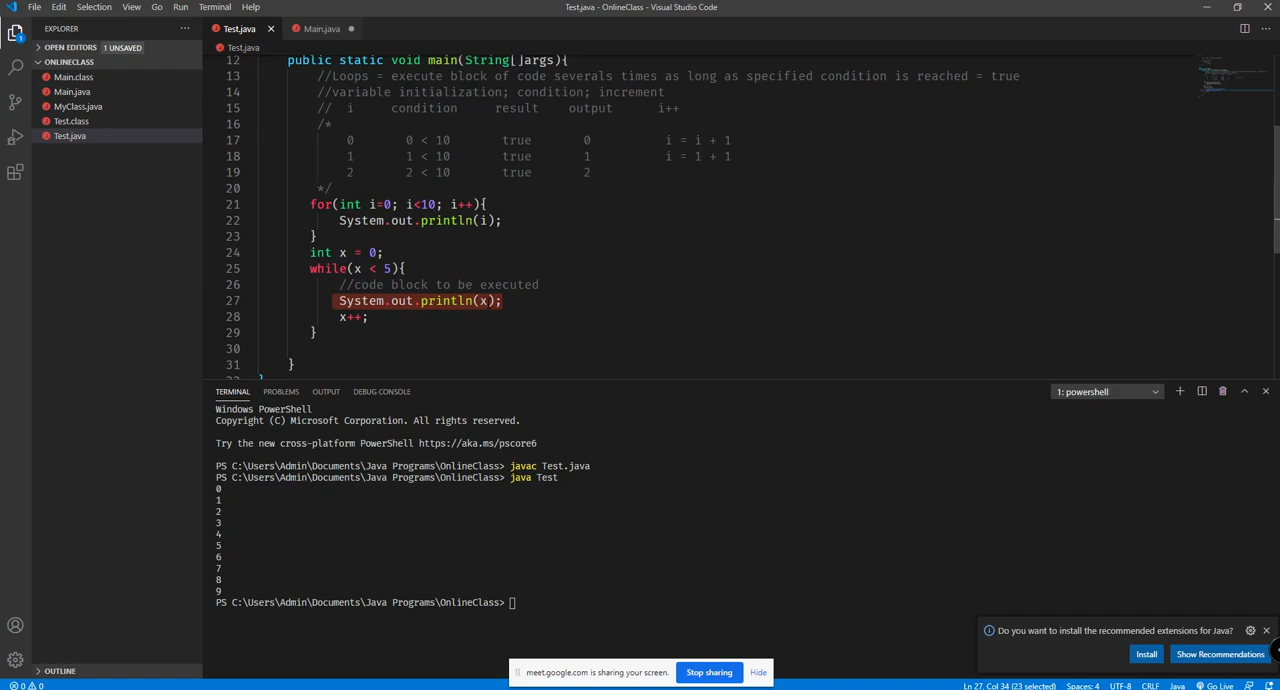 File Edit Selection View Go Run Terminal Help
Test.java - OnlineClass - Visual Studio Code
EXPLORER
OPEN EDITORS 1 UNSAVED
ONLINECLASS
Main.class
Main.java
MyClass.java
Test.class
Test.java
OUTLINE
Test.java
Main.java
Test.java
12 public static void main(String[]args){
13 //Loops = execute block of code severals times as long as specified condition is reached = true
14 //variable initialization; condition; increment
15 // i condition result output i++
16 /*
17 0 0 < 10 true 0 i = i + 1
18 1 1 < 10 true 1 i = 1 + 1
19 2 2 < 10 true 2
20 */
21 for(int i=0; i<10; i++){
22 System.out.println(i);
23 }
24 int x = 0;
25 while(x < 5){
26 //code block to be executed
27 System.out.println(x);
28 x++;
29 }
30
31 }
TERMINAL PROBLEMS OUTPUT DEBUG CONSOLE
1: powershell
Windows PowerShell
Copyright (C) Microsoft Corporation. All rights reserved.
Try the new cross-platform PowerShell https://aka.ms/pscore6
PS C:\Users\Admin\Documents\Java Programs\OnlineClass> javac Test.java
PS C:\Users\Admin\Documents\Java Programs\OnlineClass> java Test
0
1
2
3
4
5
6
7
8
9
PS C:\Users\Admin\Documents\Java Programs\OnlineClass>
Do you want to install the recommended extensions for Java?
Install Show Recommendations
meet.google.com is sharing your screen. Stop sharing Hide
0 0 Ln 27, Col 34 (23 selected) Spaces: 4 UTF-8 CRLF Java Go Live